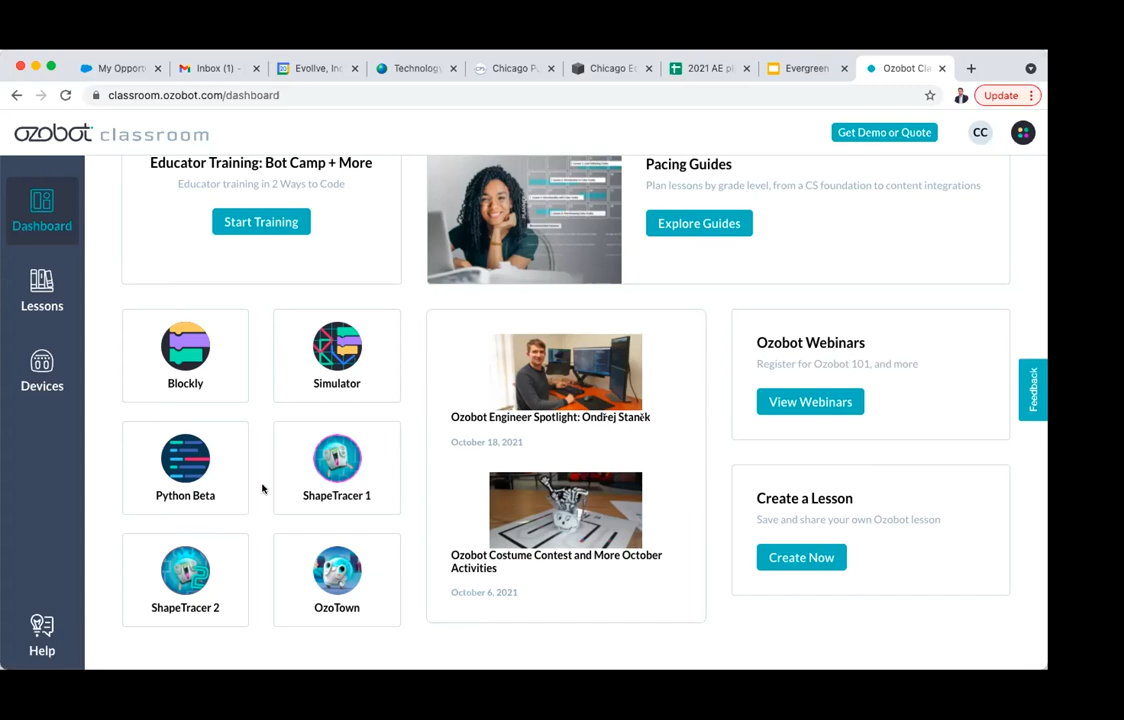 My Opport
Inbox (1) -
Evollve, Inc
Technology
Chicago Pu
Chicago Ed
2021 AE pi
Evergreen
Ozobot Cla
classroom.ozobot.com/dashboard
Update
ozobot classroom
Get Demo or Quote
CC
Dashboard
Lessons
Devices
Help
Educator Training: Bot Camp + More
Educator training in 2 Ways to Code
Start Training
Pacing Guides
Plan lessons by grade level, from a CS foundation to content integrations
Explore Guides
Blockly
Simulator
Python Beta
ShapeTracer 1
ShapeTracer 2
OzoTown
Ozobot Engineer Spotlight: Ondřej Staněk
October 18, 2021
Ozobot Costume Contest and More October
Activities
October 6, 2021
Ozobot Webinars
Register for Ozobot 101, and more
View Webinars
Create a Lesson
Save and share your own Ozobot lesson
Create Now
Feedback